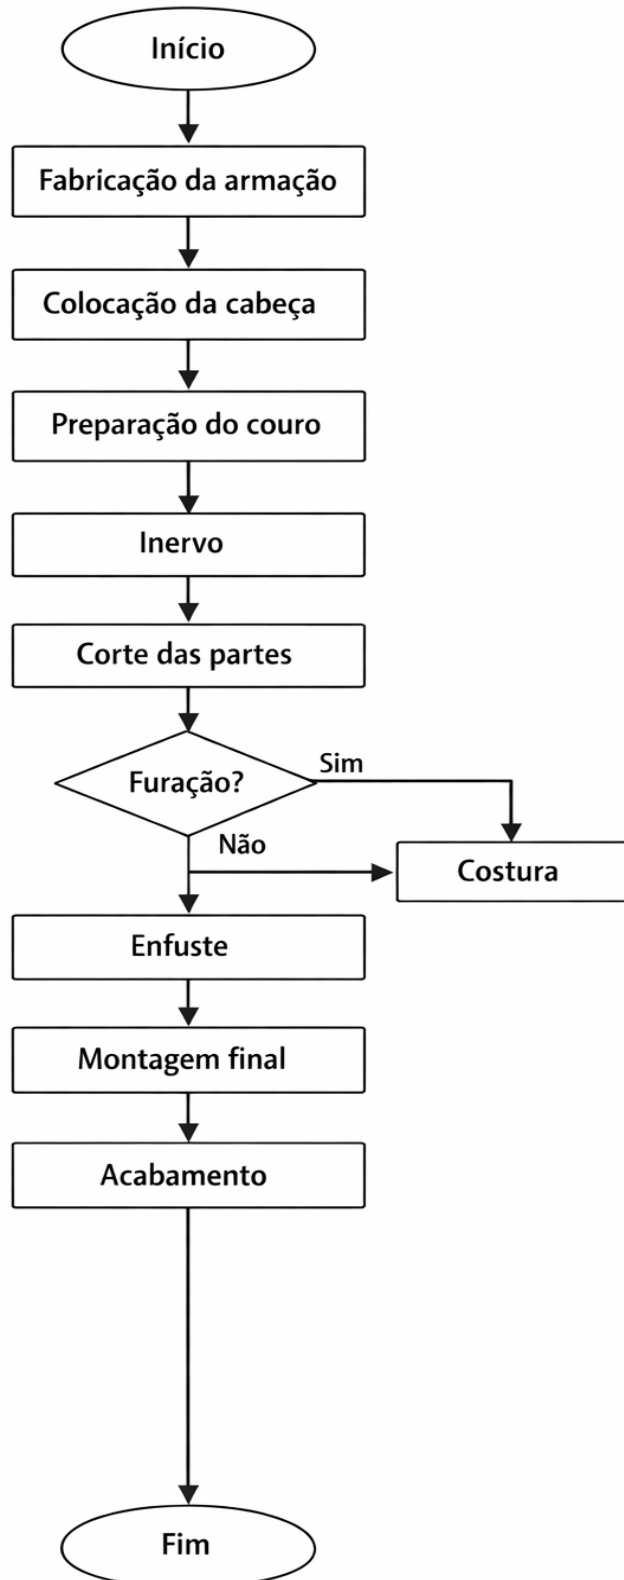 Início
Fabricação da armação
Colocação da cabeça
Preparação do couro
Inervo
Corte das partes
Furação?
Sim
Não
Costura
Enfuste
Montagem final
Acabamento
Fim